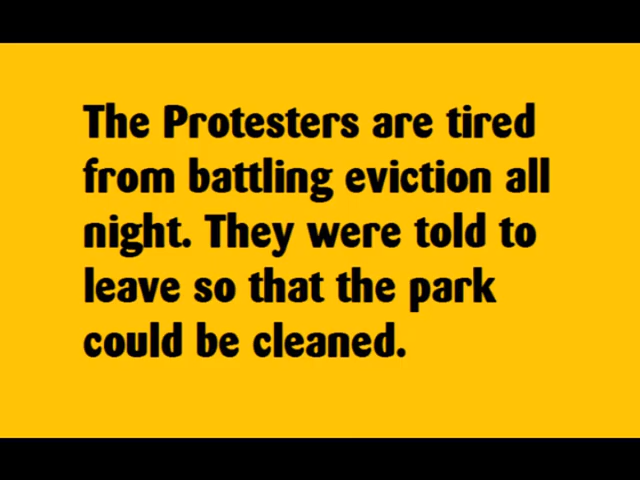 The Protesters are tired
from battling eviction all
night. They were told to
leave so that the park
could be cleaned.